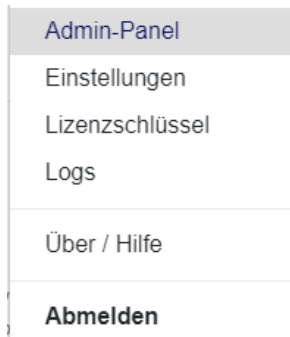 Admin-Panel
Einstellungen
Lizenzschlüssel
Logs
Über / Hilfe
Abmelden